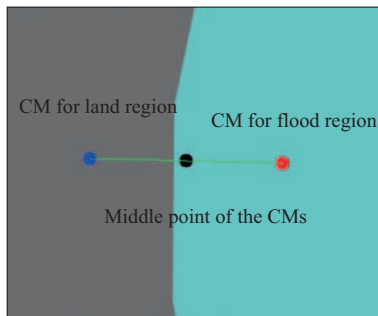 CM for land region
CM for flood region
Middle point of the CMs